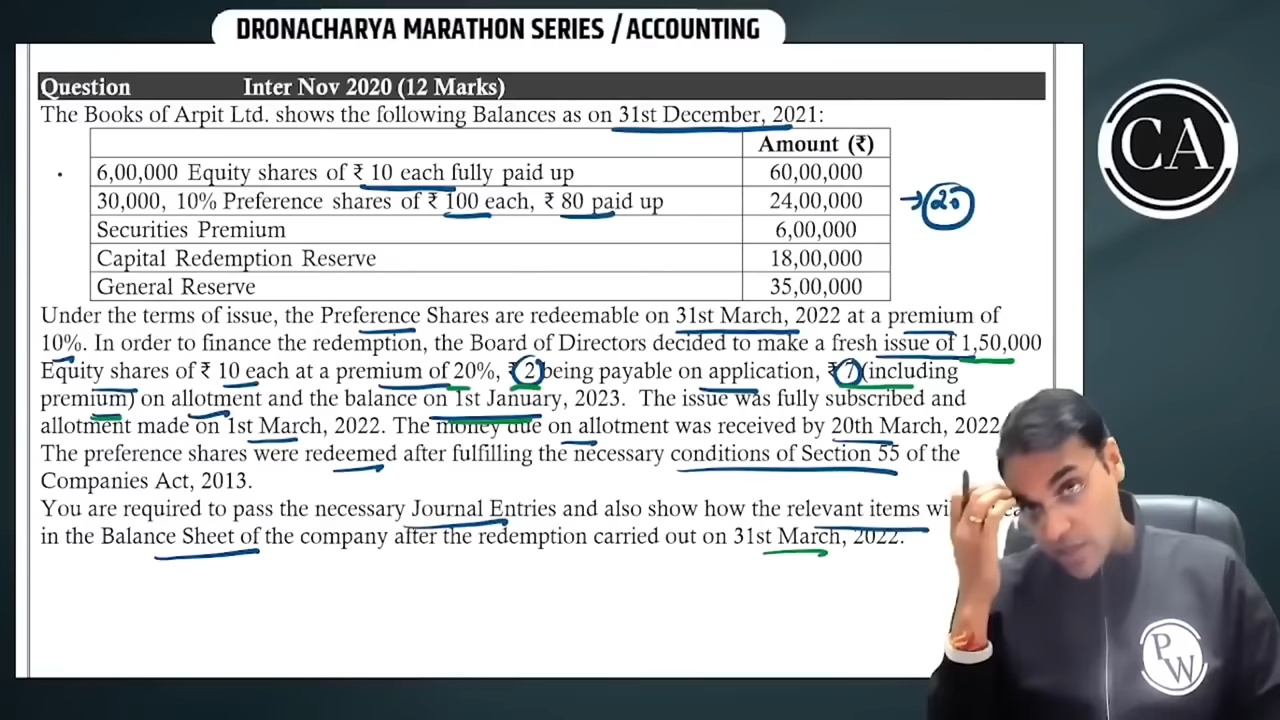 DRONACHARYA MARATHON SERIES / ACCOUNTING
Question Inter Nov 2020 (12 Marks)
The Books of Arpit Ltd. shows the following Balances as on 31st December, 2021:
Amount (₹)
6,00,000 Equity shares of ₹ 10 each fully paid up 60,00,000
30,000, 10% Preference shares of ₹ 100 each, ₹ 80 paid up 24,00,000 → 20
Securities Premium 6,00,000
Capital Redemption Reserve 18,00,000
General Reserve 35,00,000
Under the terms of issue, the Preference Shares are redeemable on 31st March, 2022 at a premium of
10%. In order to finance the redemption, the Board of Directors decided to make a fresh issue of 1,50,000
Equity shares of ₹ 10 each at a premium of 20%, ₹ 2 being payable on application, ₹ 7 (including
premium) on allotment and the balance on 1st January, 2023. The issue was fully subscribed and
allotment made on 1st March, 2022. The money due on allotment was received by 20th March, 2022
The preference shares were redeemed after fulfilling the necessary conditions of Section 55 of the
Companies Act, 2013.
You are required to pass the necessary Journal Entries and also show how the relevant items
in the Balance Sheet of the company after the redemption carried out on 31st March, 2022.
CA
PW